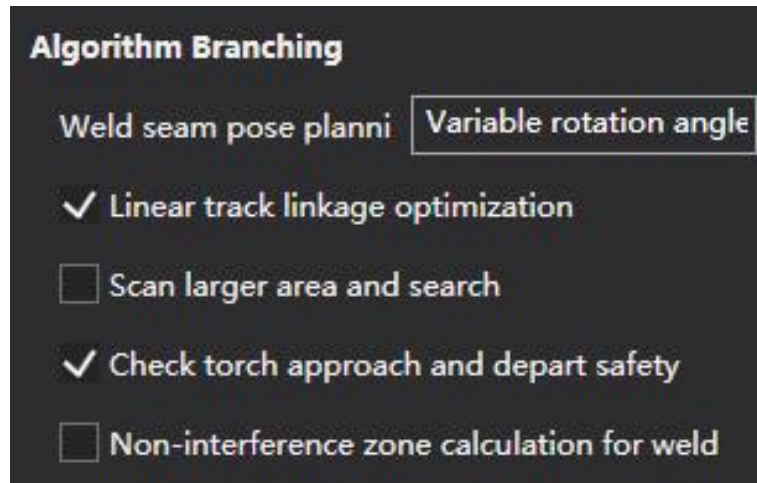 Algorithm Branching
Weld seam pose planni Variable rotation angle
Linear track linkage optimization
Scan larger area and search
Check torch approach and depart safety
Non-interference zone calculation for weld